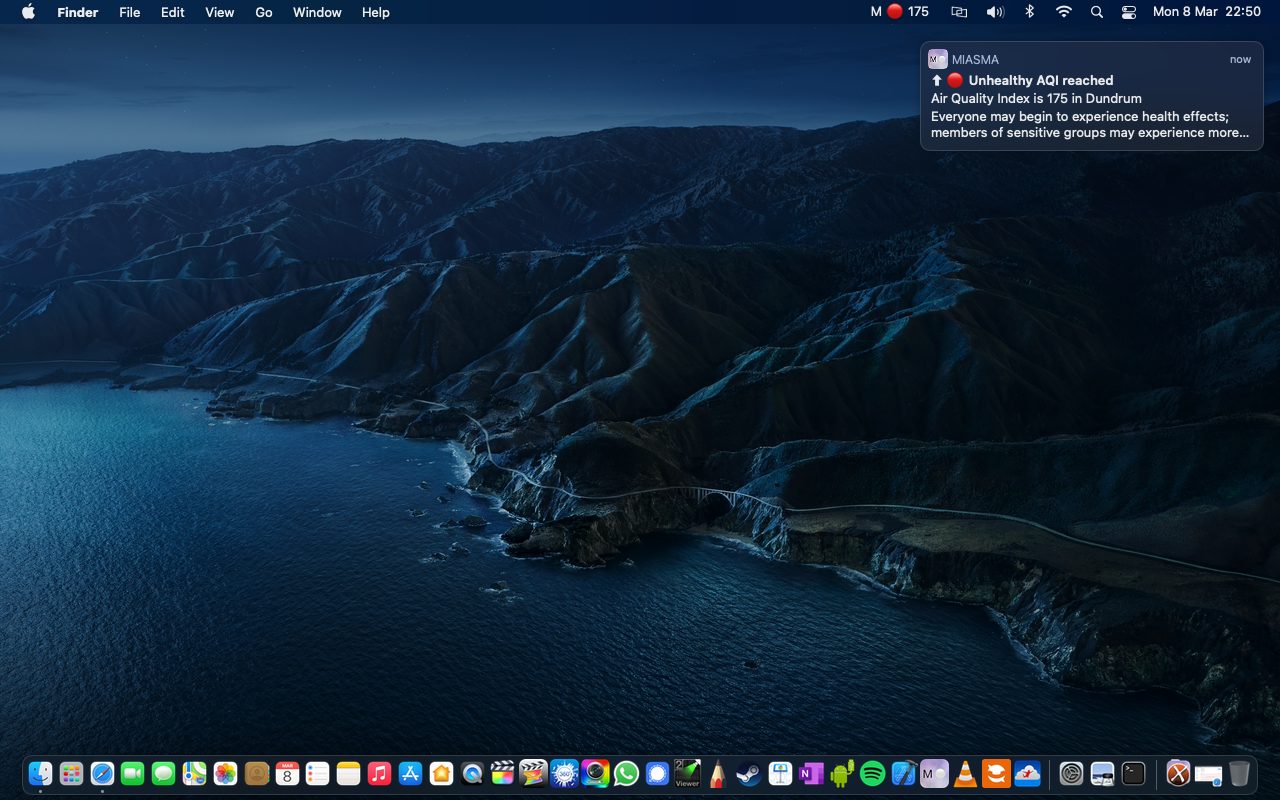 Finder File Edit View Go Window Help M 175 Mon 8 Mar 22:50
MIASMA now
Unhealthy AQI reached
Air Quality Index is 175 in Dundrum
Everyone may begin to experience health effects;
members of sensitive groups may experience more...
MAR
8
360
2
Viewer
N
M